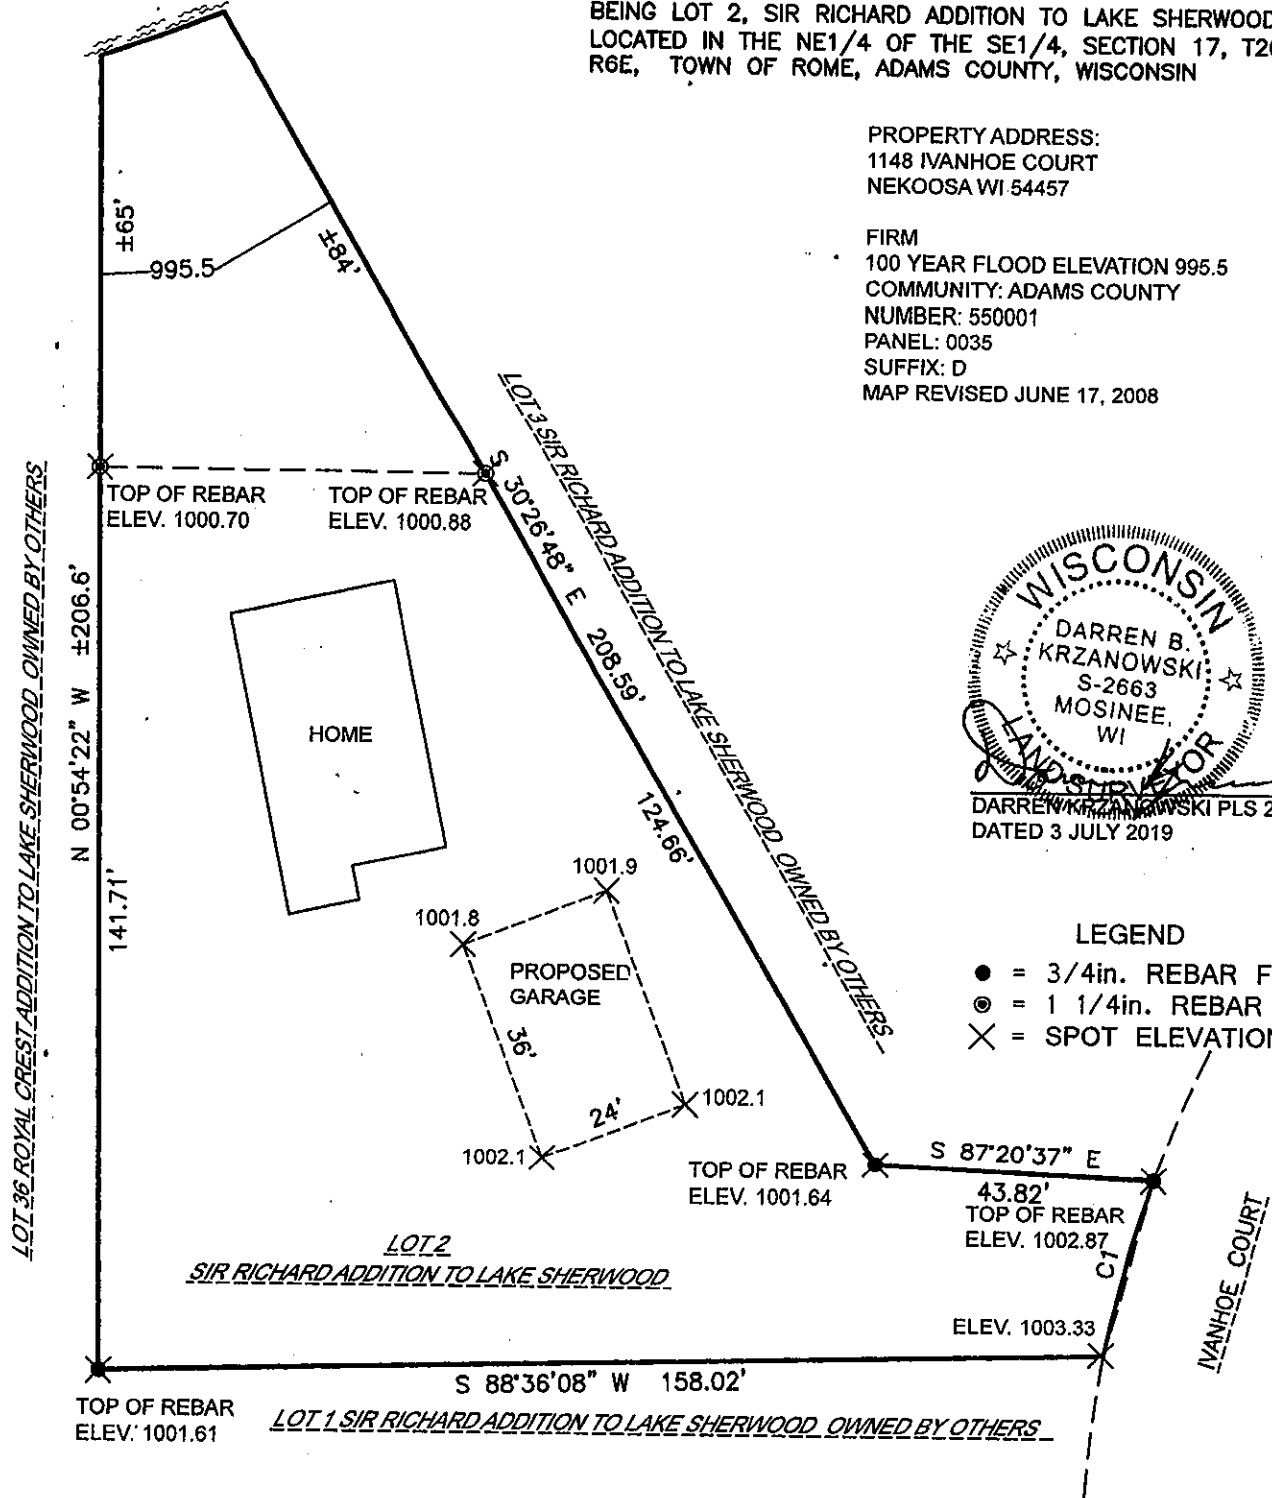 BEING LOT 2, SIR RICHARD ADDITION TO LAKE SHERWOOD
LOCATED IN THE NE1/4 OF THE SE1/4, SECTION 17,
R6E, TOWN OF ROME, ADAMS COUNTY, WISCONSIN
PROPERTY ADDRESS:
1148 IVANHOE COURT
NEKOOSA WI 54457
FIRM
100 YEAR FLOOD ELEVATION 995.5
COMMUNITY: ADAMS COUNTY
NUMBER: 550001
PANEL: 0035
SUFFIX: D
MAP REVISED JUNE 17, 2008
±65'
995.5
±84'
LOT 3 SIR RICHARD ADDITION TO LAKE SHERWOOD OWNED BY OTHERS
S 30°26'48" E 208.59'
124.66'
TOP OF REBAR
ELEV. 1000.70
TOP OF REBAR
ELEV. 1000.88
LOT 36 ROYAL CREST ADDITION TO LAKE SHERWOOD OWNED BY OTHERS
N 00°54'22" W ±206.6'
141.71'
HOME
WISCONSIN
DARREN B.
KRZANOWSKI
S-2663
MOSINEE,
WI
LAND SURVEYOR
DARREN KRZANOWSKI PLS 2
DATED 3 JULY 2019
1001.9
1001.8
PROPOSED
GARAGE
36'
24'
1002.1
1002.1
LEGEND
= 3/4in. REBAR F
= 1 1/4in. REBAR
= SPOT ELEVATION
TOP OF REBAR
ELEV. 1001.64
S 87°20'37" E
43.82'
TOP OF REBAR
ELEV. 1002.87
C1
IVANHOE COURT
LOT 2
SIR RICHARD ADDITION TO LAKE SHERWOOD
ELEV. 1003.33
S 88°36'08" W 158.02'
TOP OF REBAR
ELEV. 1001.61
LOT 1 SIR RICHARD ADDITION TO LAKE SHERWOOD OWNED BY OTHERS